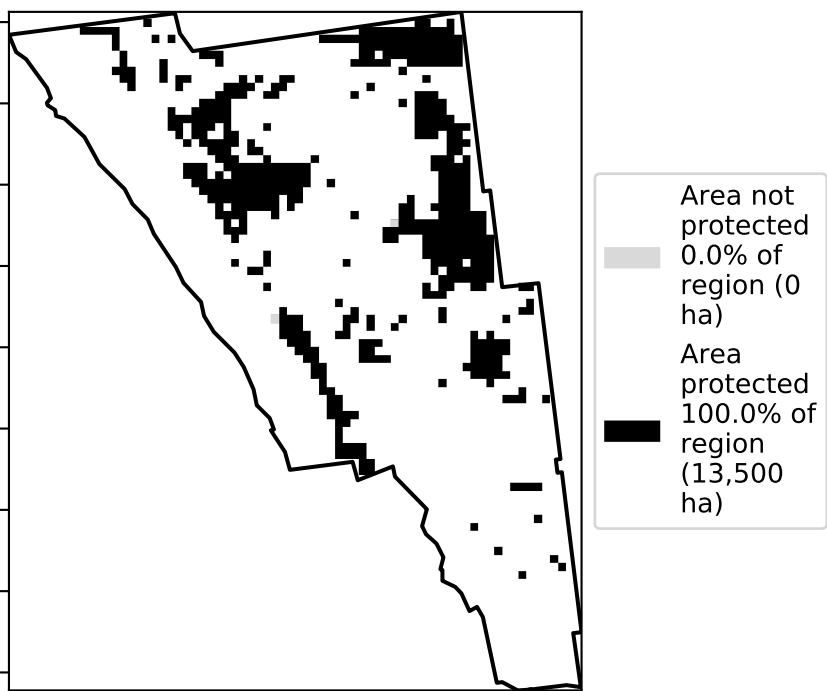 Area not
protected
0.0% of
region (0
ha)
Area
protected
100.0% of
region
(13,500
ha)